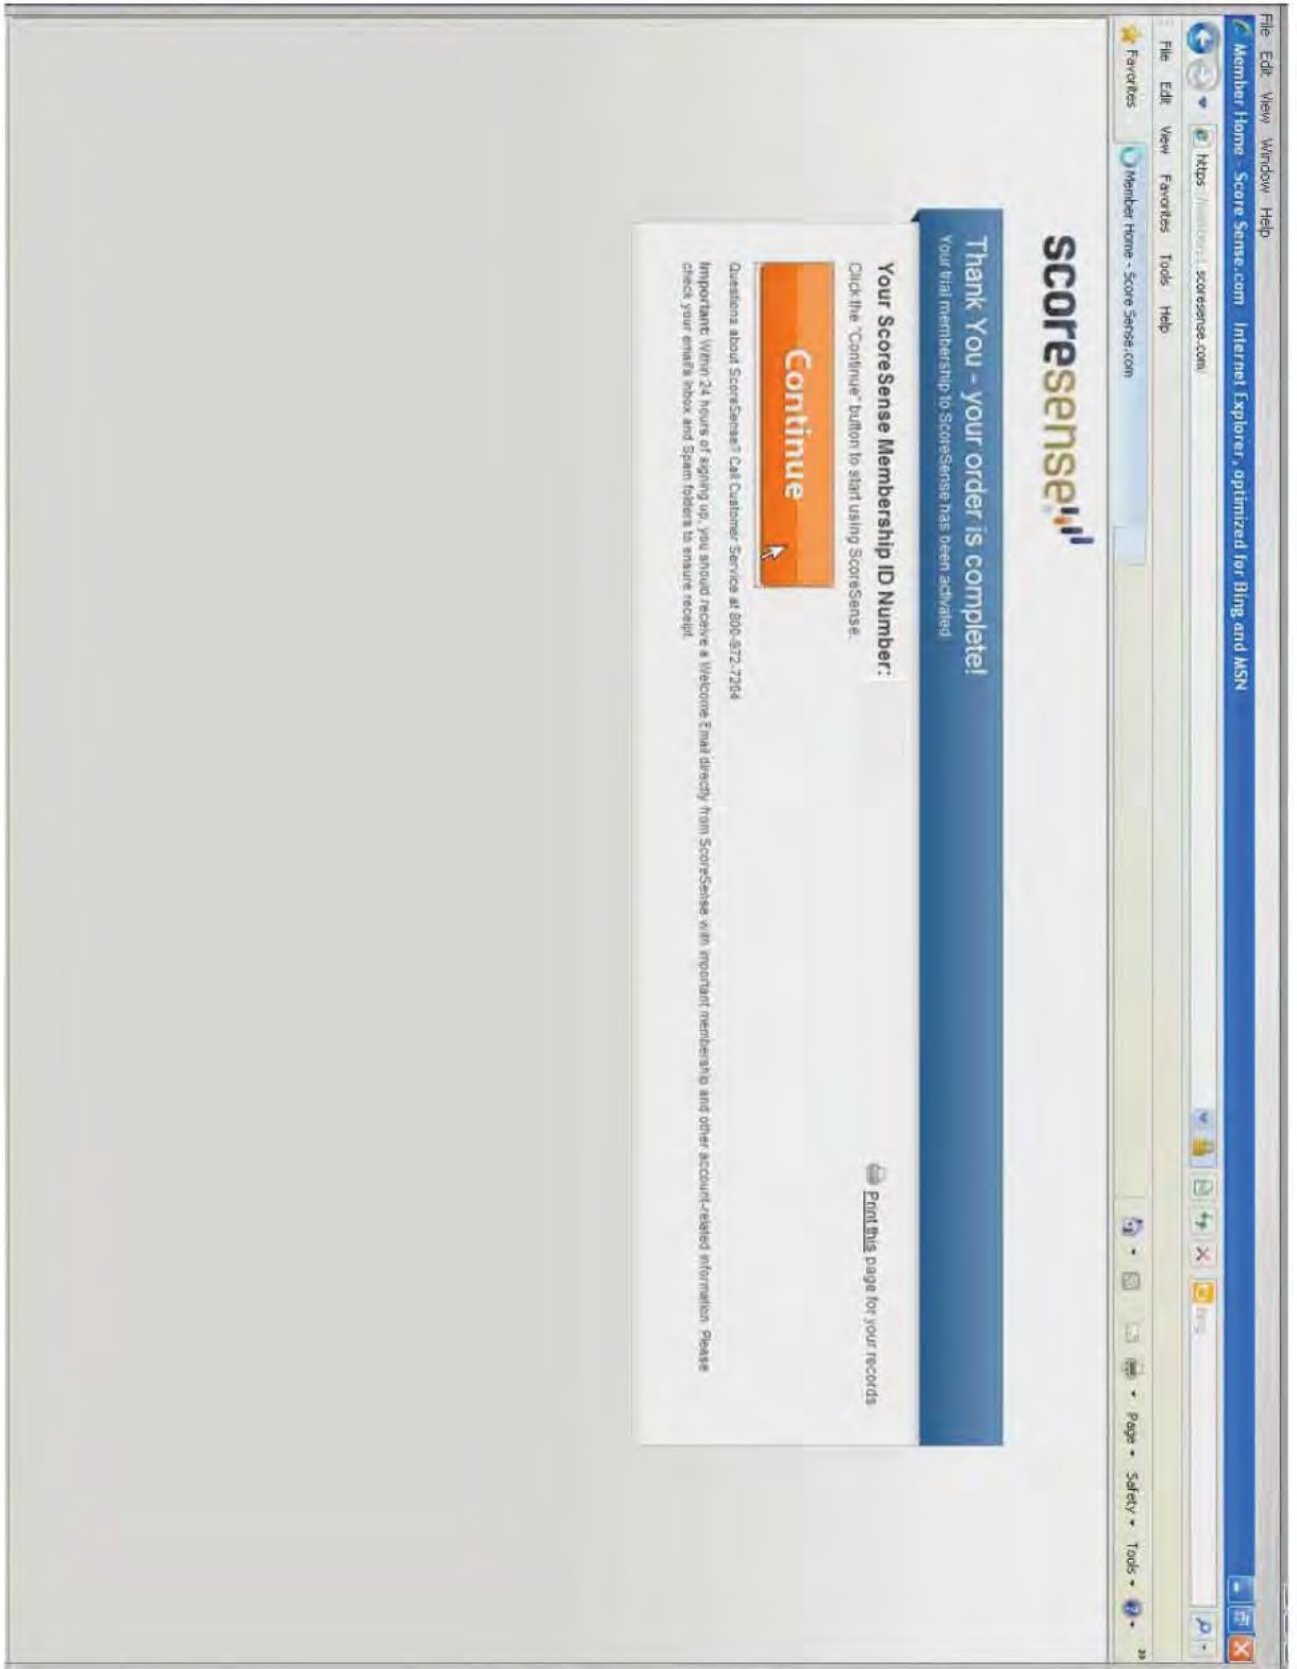 File Edit View Window Help
Member Home - Score Sense.com Internet Explorer, optimized for Bing and MSN
https scoresense.com/
Bing
File Edit View Favorites Tools Help
Favorites Member Home - Score Sense.com Page Safety Tools
scoresense
Thank You - your order is complete!
Your trial membership to ScoreSense has been activated
Your ScoreSense Membership ID Number:
Click the "Continue" button to start using ScoreSense.
Print this page for your records
Continue
Questions about ScoreSense? Call Customer Service at 800-972-7204
Important: Within 24 hours of signing up, you should receive a Welcome Email directly from ScoreSense with important membership and other account-related information. Please
check your email's inbox and Spam folders to ensure receipt.